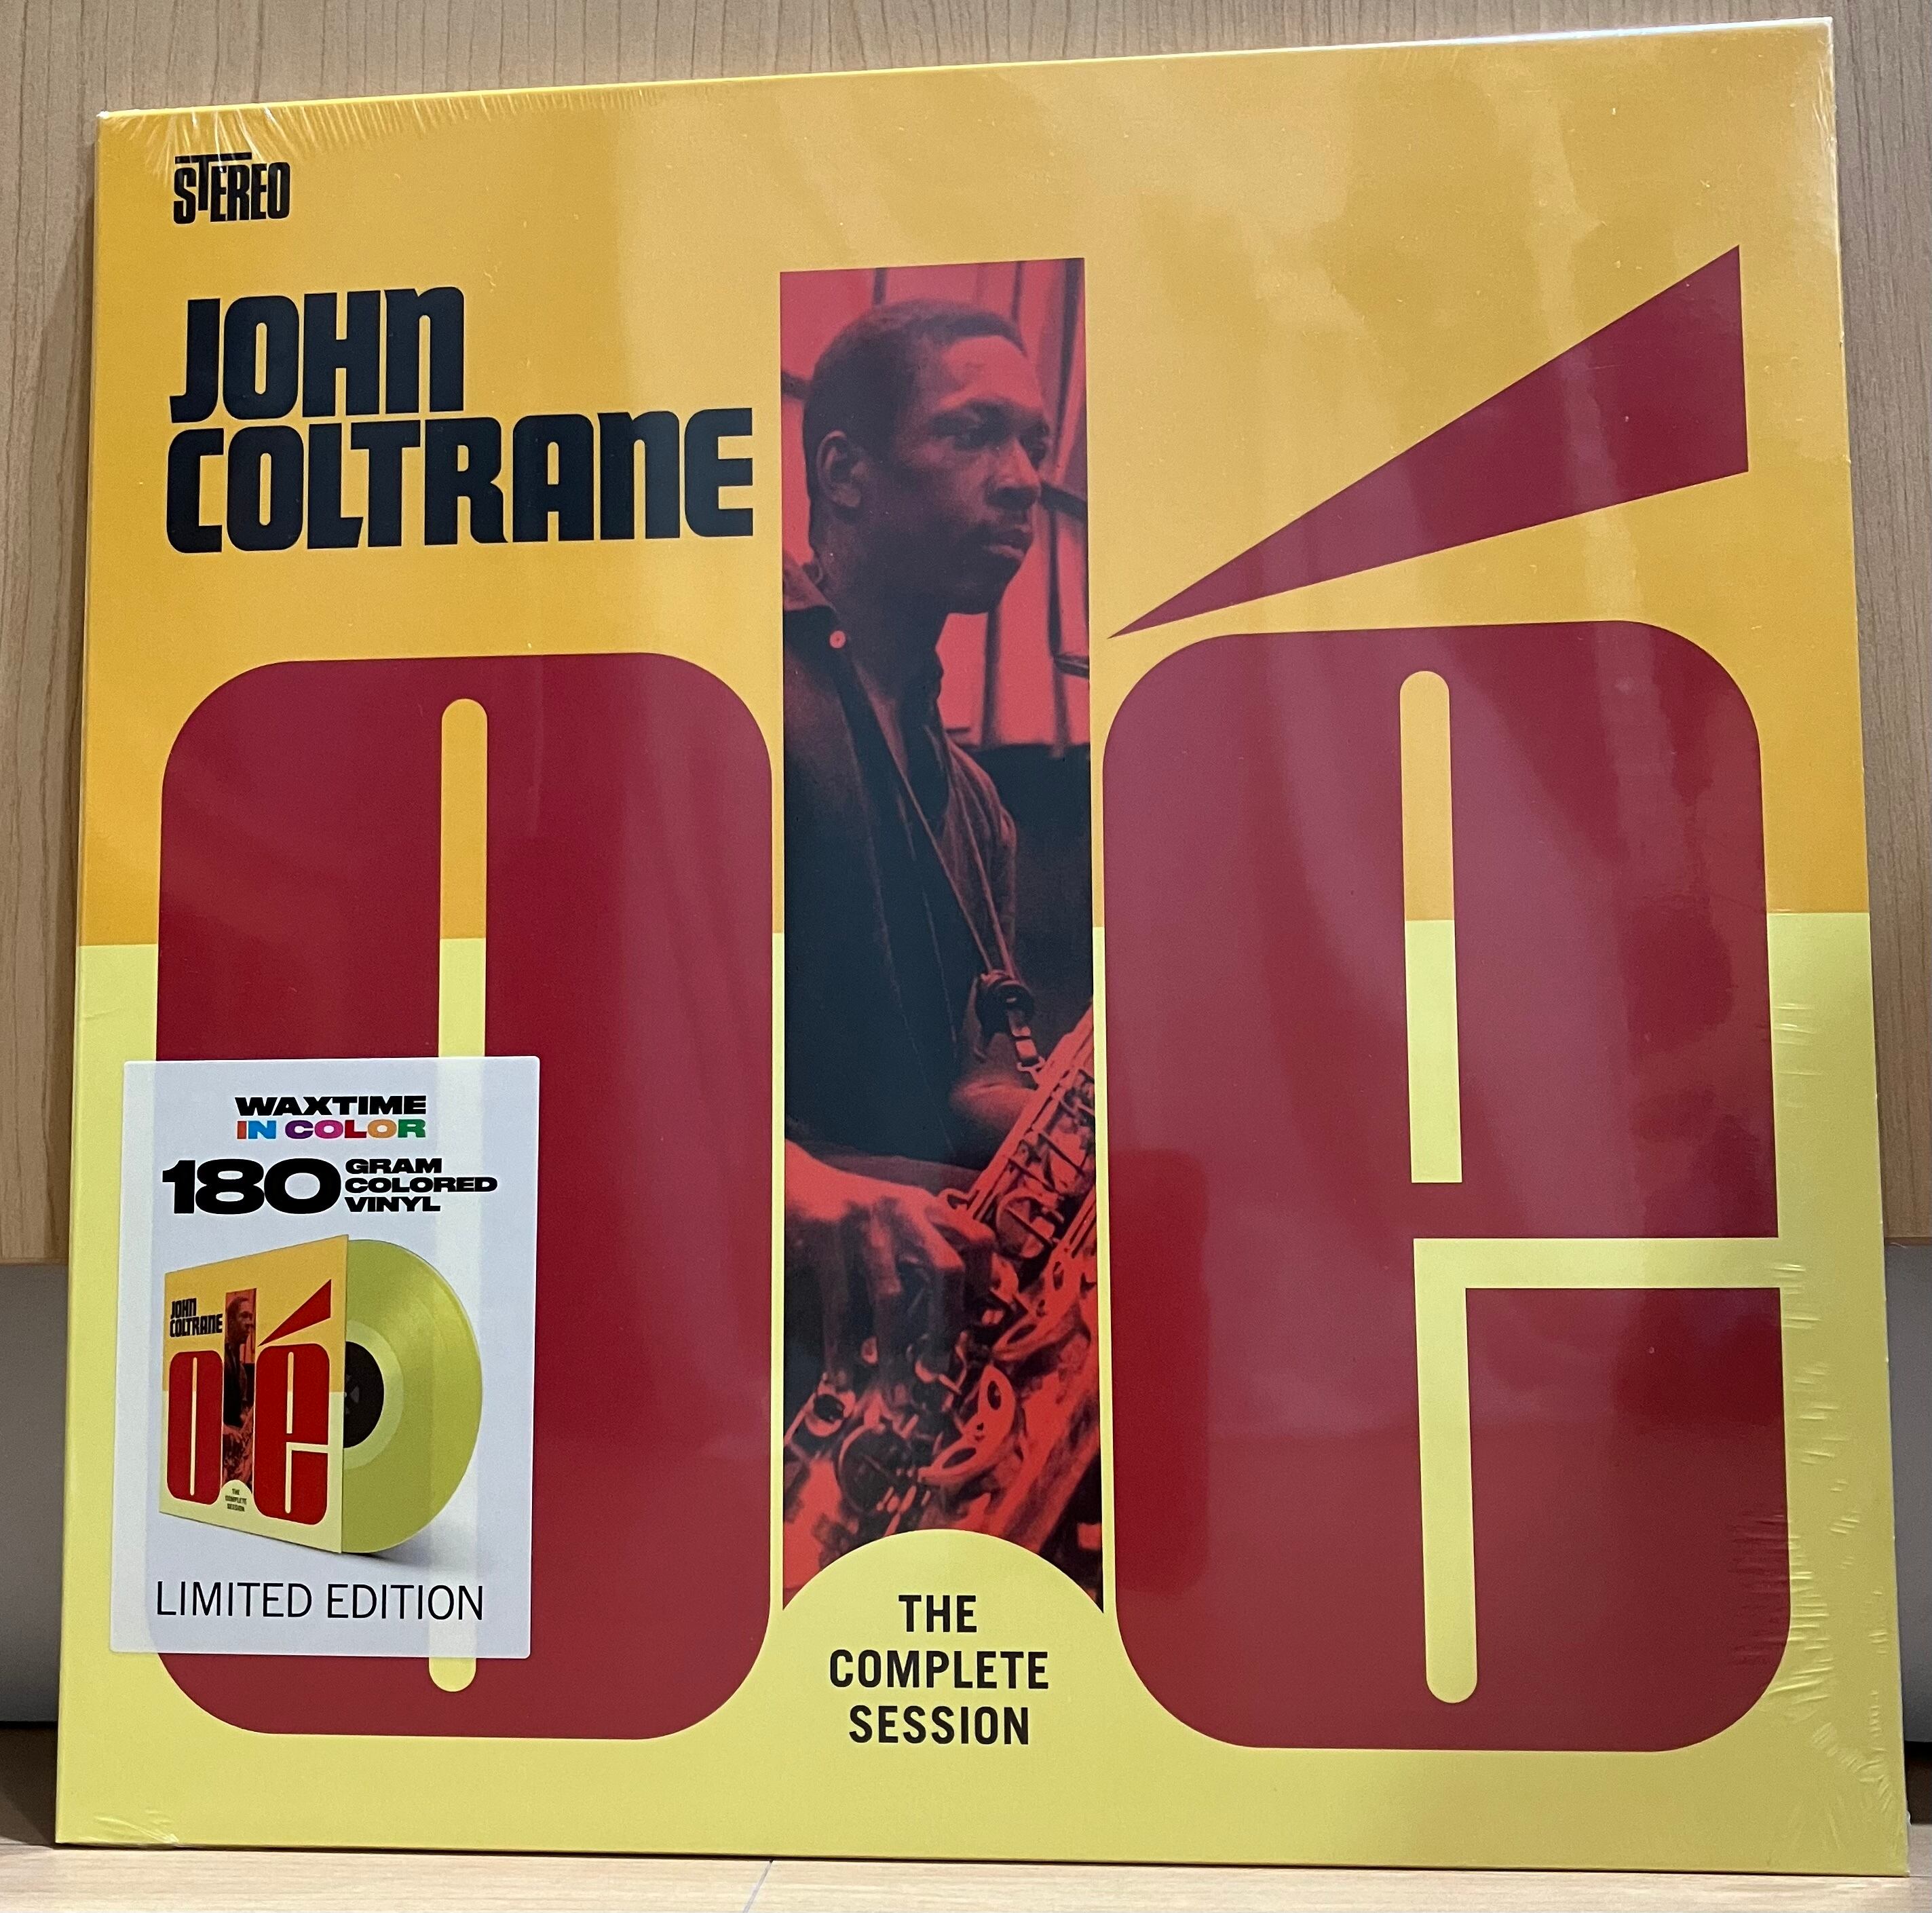 STEREO
JOHN
COLTRANE
olé
WAXTIME
IN COLOR
180 GRAM
COLORED
VINYL
JOHN
COLTRANE
olé
THE
COMPLETE
SESSION
LIMITED EDITION
THE
COMPLETE
SESSION